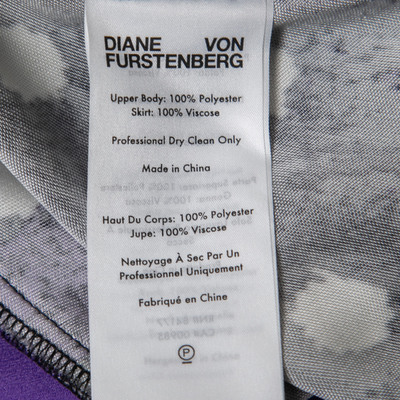 DIANE VON
FURSTENBERG
Upper Body: 100% Polyester
Skirt: 100% Viscose
Professional Dry Clean Only
Made in China
Haut Du Corps: 100% Polyester
Jupe: 100% Viscose
Nettoyage À Sec Par Un
Professionnel Uniquement
Fabriqué en Chine
P